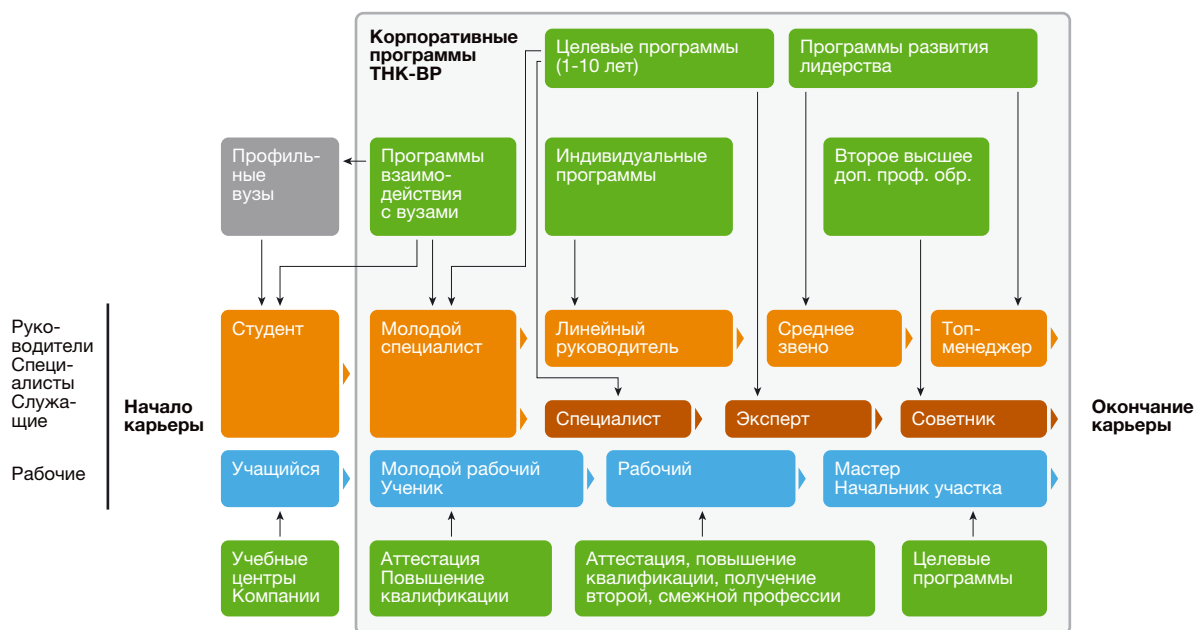 Корпоративные
программы
ТНК-ВР
Целевые программы
(1-10 лет)
Программы развития
лидерства
Профиль-
ные
вузы
Программы
взаимо-
действия
с вузами
Индивидуальные
программы
Второе высшее
доп. проф. обр.
Руко-
водители
Специ-
алисты
Служа-
щие
Начало
карьеры
Студент
Молодой
специалист
Линейный
руководитель
Среднее
звено
Топ-
менеджер
Специалист
Эксперт
Советник
Окончание
карьеры
Рабочие
Учащийся
Молодой рабочий
Ученик
Рабочий
Мастер
Начальник участка
Учебные
центры
Компании
Аттестация
Повышение
квалификации
Аттестация, повышение
квалификации, получение
второй, смежной профессии
Целевые
программы